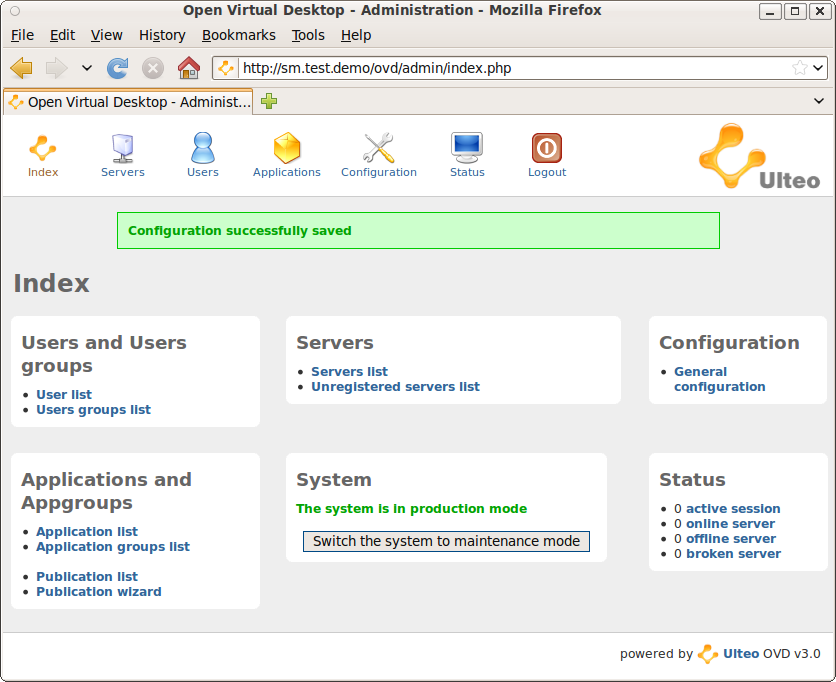 Open Virtual Desktop - Administration - Mozilla Firefox
File Edit View History Bookmarks Tools Help
http://sm.test.demo/ovd/admin/index.php
Open Virtual Desktop - Administ...
Index Servers Users Applications Configuration Status Logout
Ulteo
Configuration successfully saved
Index
Users and Users
groups
User list
Users groups list
Servers
Servers list
Unregistered servers list
Configuration
General
configuration
Applications and
Appgroups
Application list
Application groups list
Publication list
Publication wizard
System
The system is in production mode
Switch the system to maintenance mode
Status
0 active session
0 online server
0 offline server
0 broken server
powered by Ulteo OVD v3.0